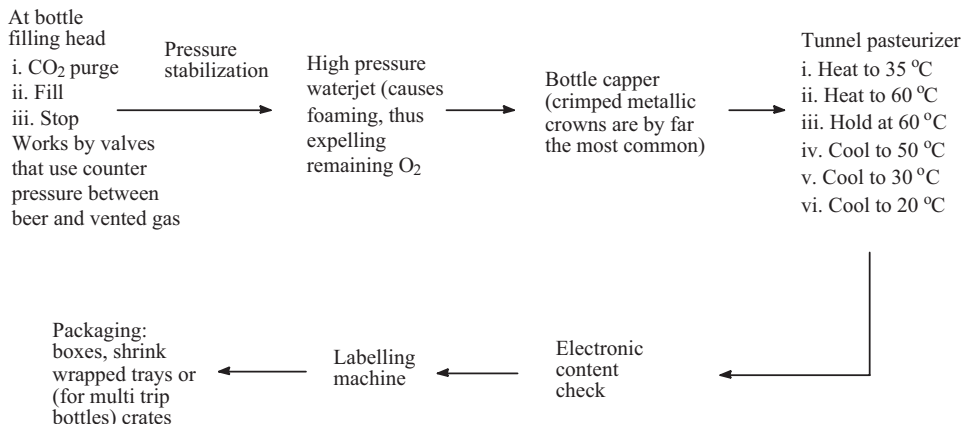 At bottle
filling head
i. CO₂ purge
ii. Fill
iii. Stop
Works by valves
that use counter
pressure between
beer and vented gas
Pressure
stabilization
High pressure
waterjet (causes
foaming, thus
expelling
remaining O₂
Bottle capper
(crimped metallic
crowns are by far
the most common)
Tunnel pasteurizer
i. Heat to 35 °C
ii. Heat to 60 °C
iii. Hold at 60 °C
iv. Cool to 50 °C
v. Cool to 30 °C
vi. Cool to 20 °C
Electronic
content
check
Labelling
machine
Packaging:
boxes, shrink
wrapped trays or
(for multi trip
bottles) crates